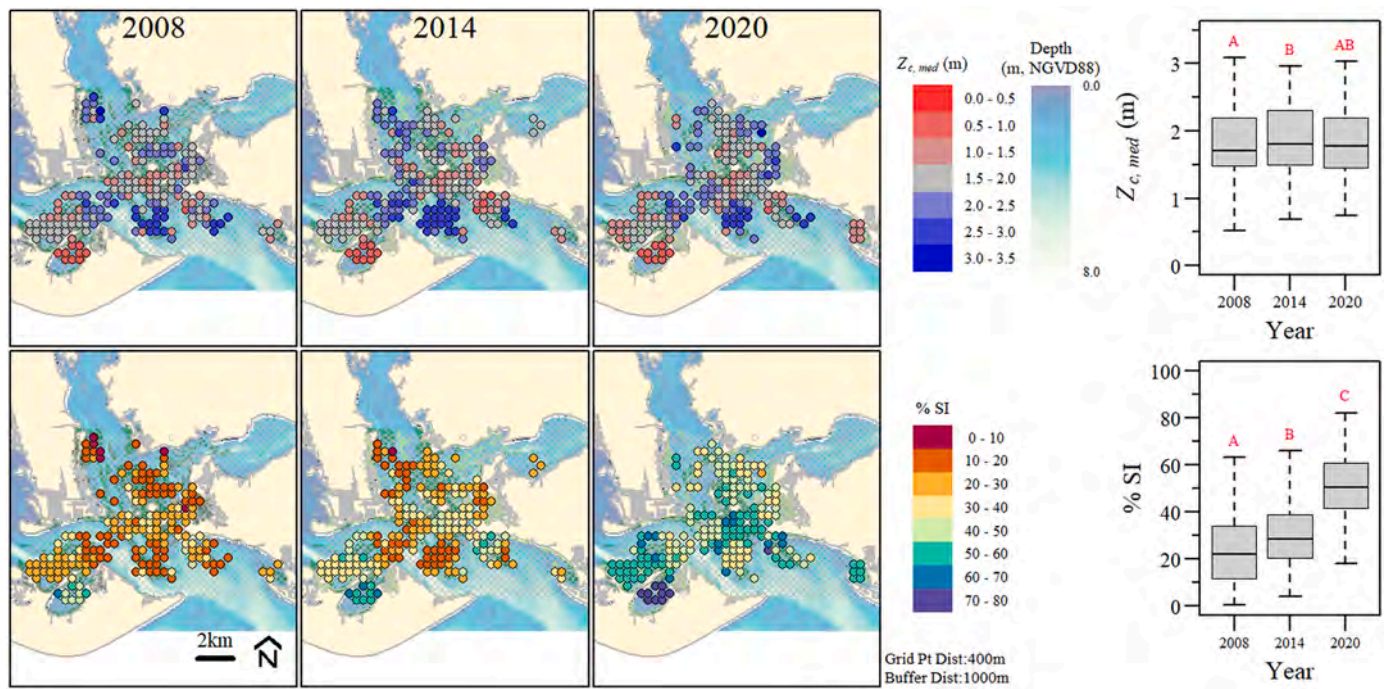 2008
2014
2020
Z c, med (m)
0.0 - 0.5
0.5 - 1.0
1.0 - 1.5
1.5 - 2.0
2.0 - 2.5
2.5 - 3.0
3.0 - 3.5
Depth
(m, NGVD88)
0.0
8.0
Z c, med (m)
3
2
1
0
A
B
AB
2008
2014
2020
Year
2km
N
% SI
0 - 10
10 - 20
20 - 30
30 - 40
40 - 50
50 - 60
60 - 70
70 - 80
Grid Pt Dist:400m
Buffer Dist:1000m
% SI
100
80
60
40
20
0
A
B
C
2008
2014
2020
Year